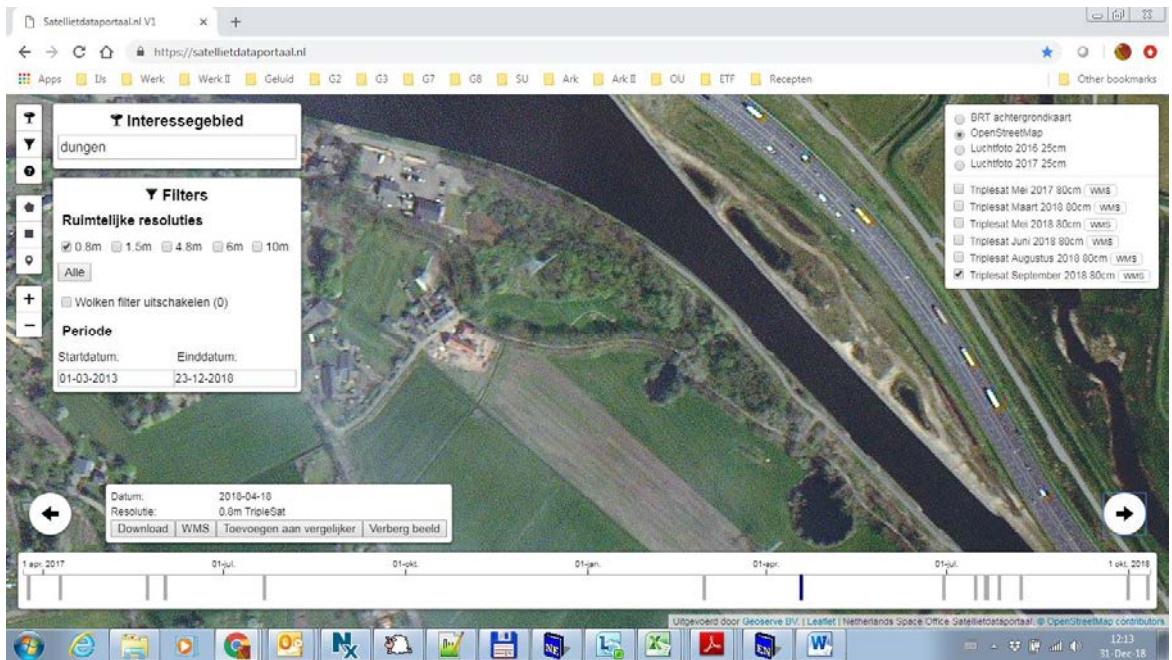 Satellietdataportaal.nl V1
https://satellietdataportaal.nl
Apps IJs Werk Werk II Geluid G2 G3 G7 G8 SU Ark Ark II OU ETF Recepten Other bookmarks
Interessegebied
dungen
Filters
Ruimtelijke resoluties
0.8m 1.5m 4.8m 6m 10m
Alle
Wolken filter uitschakelen (0)
Periode
Startdatum: Einddatum:
01-03-2013 23-12-2018
BRT achtergrondkaart
OpenStreetMap
Luchtfoto 2016 25cm
Luchtfoto 2017 25cm
Triplesat Mei 2017 80cm WMS
Triplesat Maart 2018 80cm WMS
Triplesat Mei 2018 80cm WMS
Triplesat Juni 2018 80cm WMS
Triplesat Augustus 2018 80cm WMS
Triplesat September 2018 80cm WMS
Datum: 2018-04-18
Resolutie: 0.8m TripleSat
Download WMS Toevoegen aan vergelijker Verberg beeld
1 apr. 2017 01-jul. 01-okt. 01-jan. 01-apr. 01-jul. 1 okt. 2018
Uitgevoerd door Geoserve BV. | Leaflet | Netherlands Space Office Satellietdataportaal, © OpenStreetMap contributors
NE EN
12:13
31-Dec-18